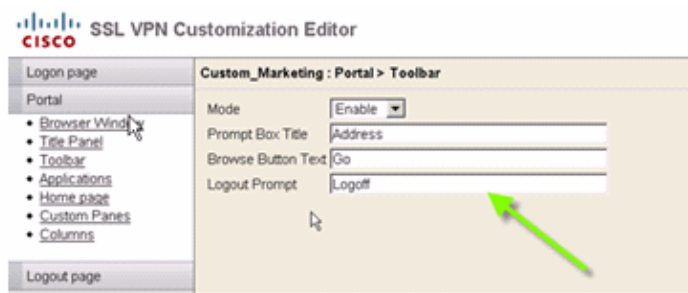 CISCO SSL VPN Customization Editor
Logon page
Portal
• Browser Window
• Title Panel
• Toolbar
• Applications
• Home page
• Custom Panes
• Columns
Logout page
Custom_Marketing : Portal > Toolbar
Mode Enable
Prompt Box Title Address
Browse Button Text Go
Logout Prompt Logoff